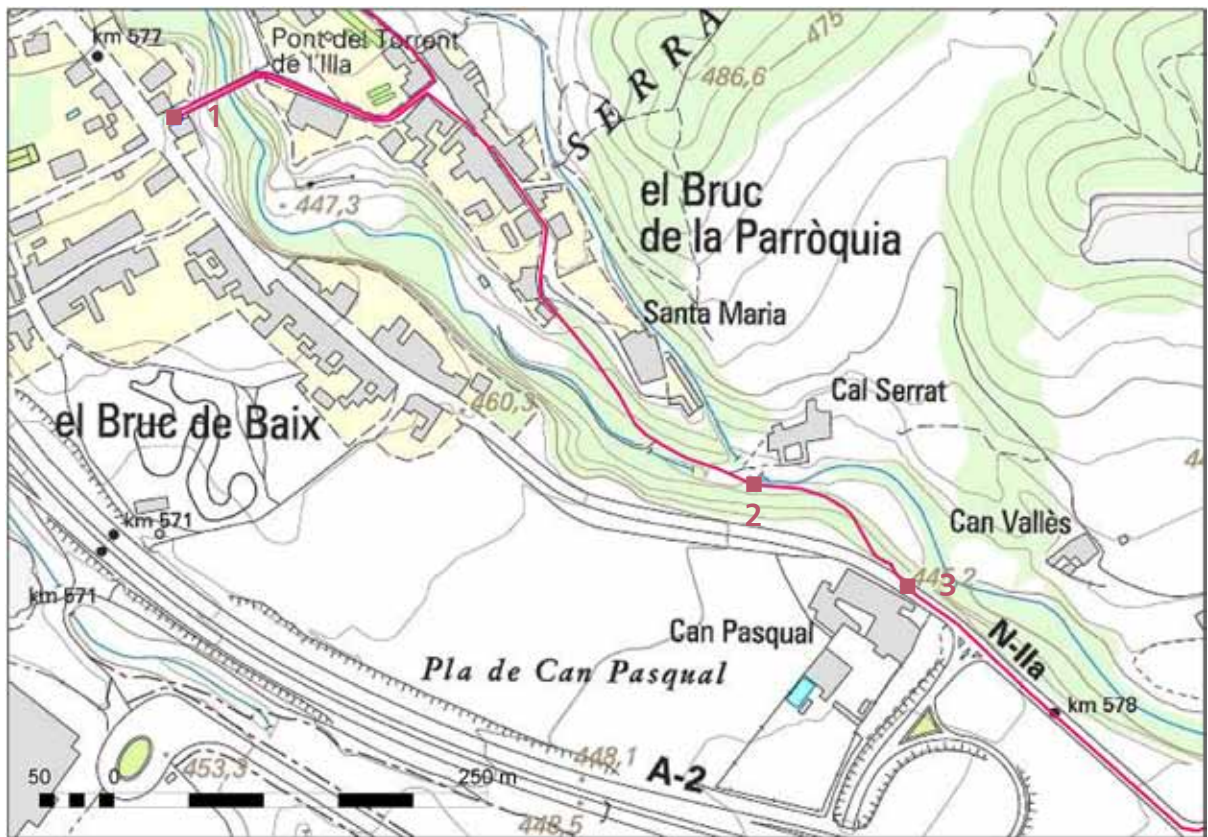 km 577
Pont del Torrent
de l'Illa
1
SERRA
475
486,6
447,3
el Bruc
de la Parròquia
Santa Maria
Cal Serrat
460,3
el Bruc de Baix
2
Can Vallès
km 571
km 571
445,2
3
Can Pasqual
N-IIa
Pla de Can Pasqual
km 578
448,1
A-2
453,3
50
0
250 m
448,5